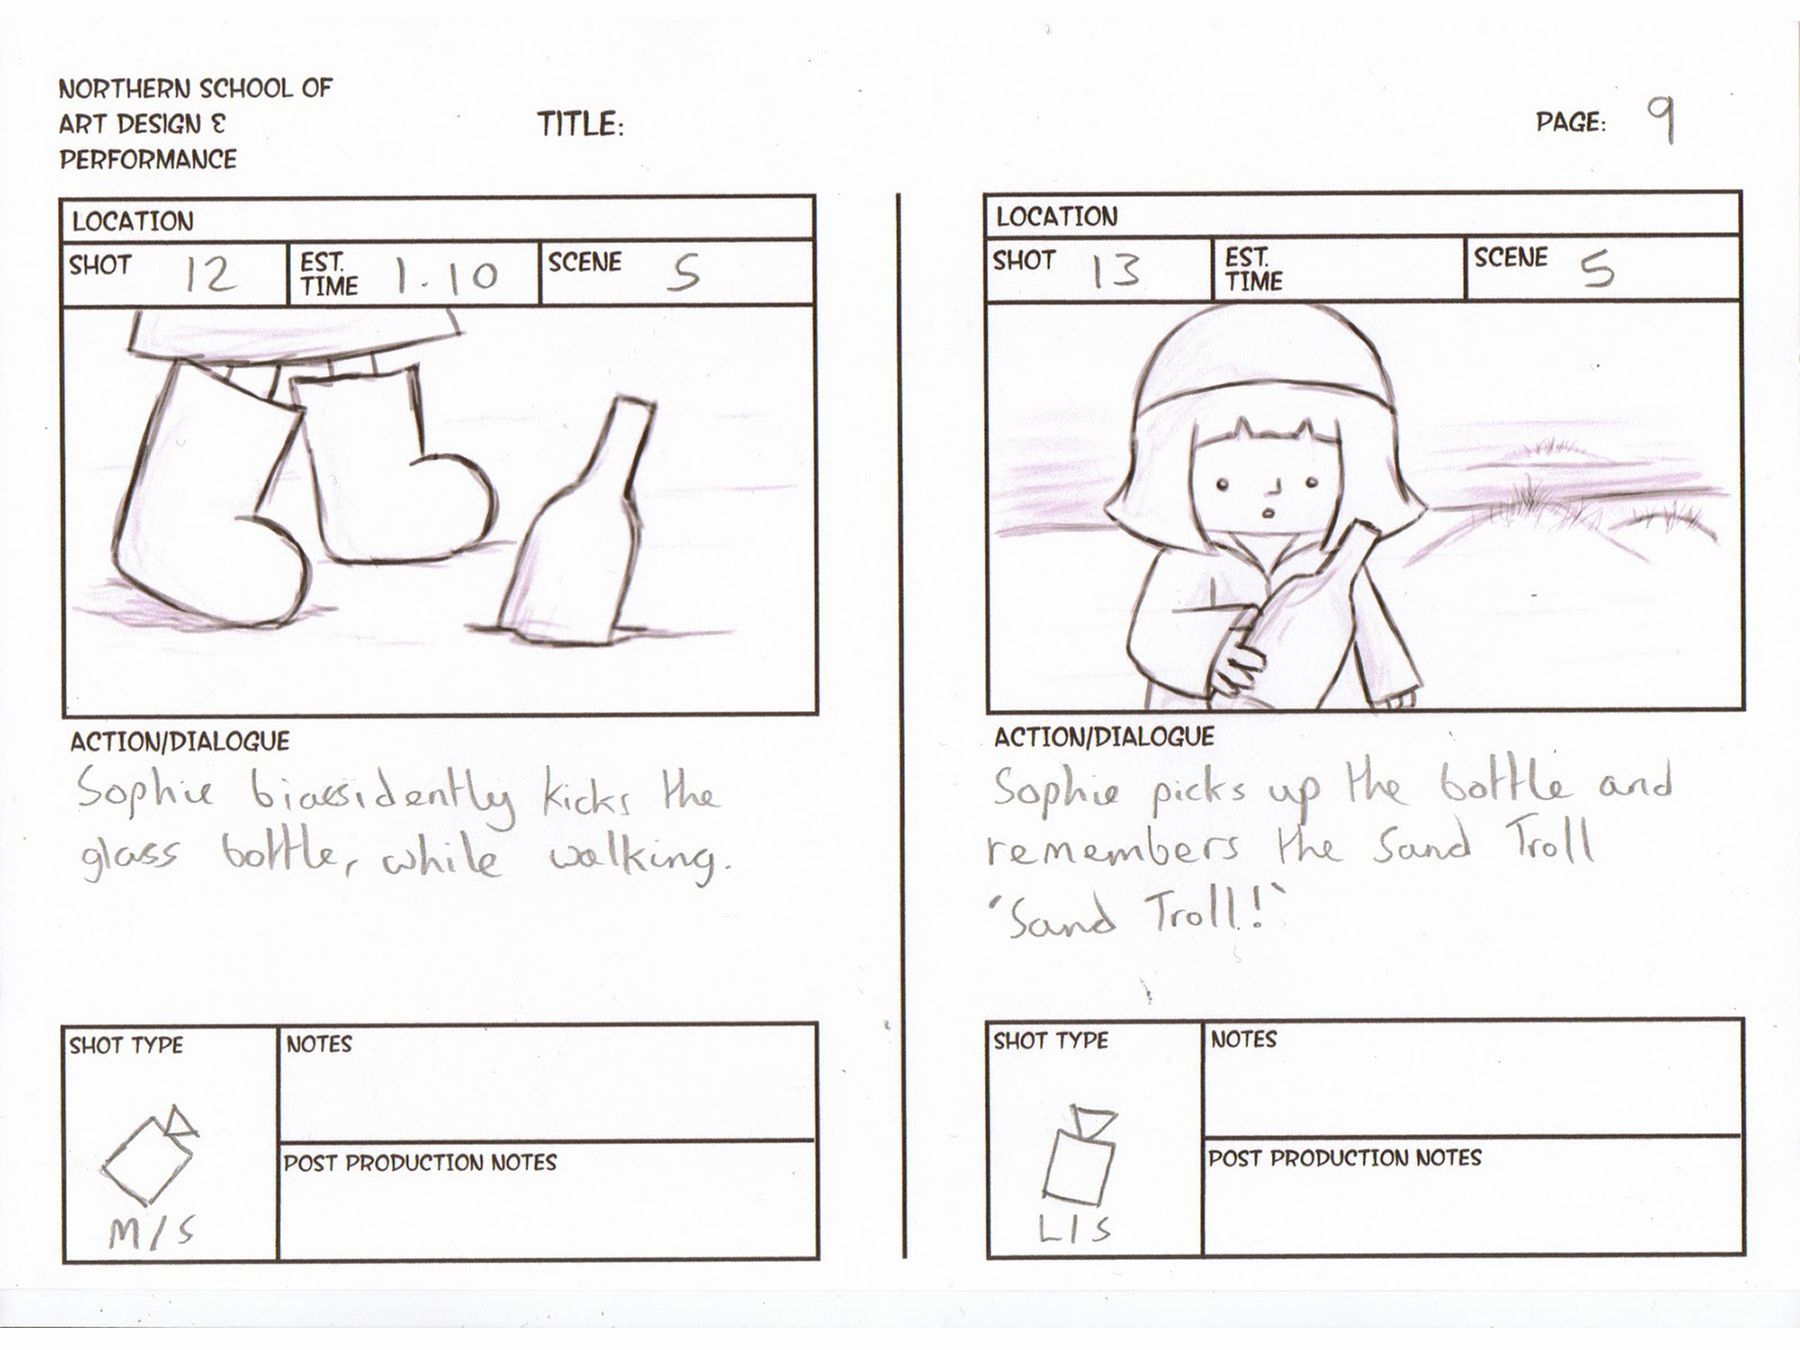 NORTHERN SCHOOL OF
ART DESIGN &
PERFORMANCE
TITLE:
PAGE: 9
LOCATION
SHOT 12 EST. TIME 1.10 SCENE 5
ACTION/DIALOGUE
Sophie kicks the
glass bottle, while walking.
SHOT TYPE
M/S
NOTES
POST PRODUCTION NOTES
LOCATION
SHOT 13 EST. TIME SCENE 5
ACTION/DIALOGUE
Sophie picks up the bottle and
remembers the Sand Troll
'Sand Troll!'
SHOT TYPE
L/S
NOTES
POST PRODUCTION NOTES